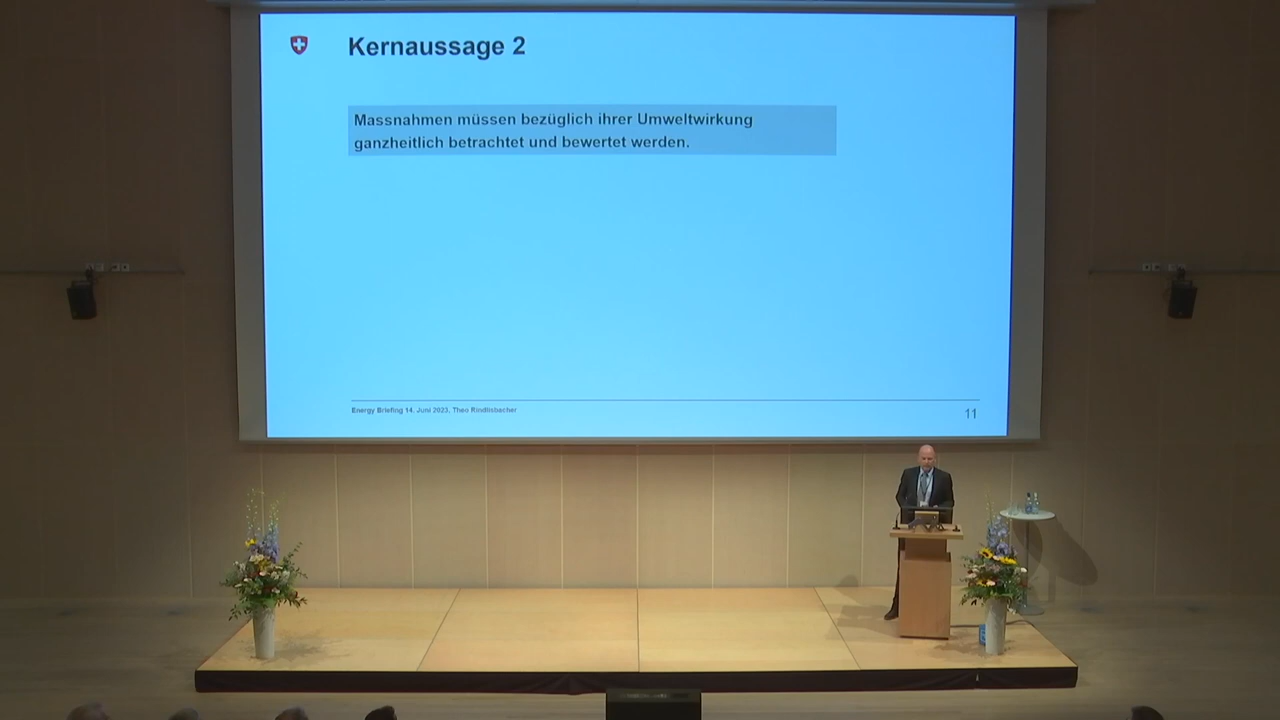 Kernaussage 2
Massnahmen müssen bezüglich ihrer Umweltwirkung
ganzheitlich betrachtet und bewertet werden.
Energy Briefing 14. Juni 2023, Theo Rindlisbacher
11